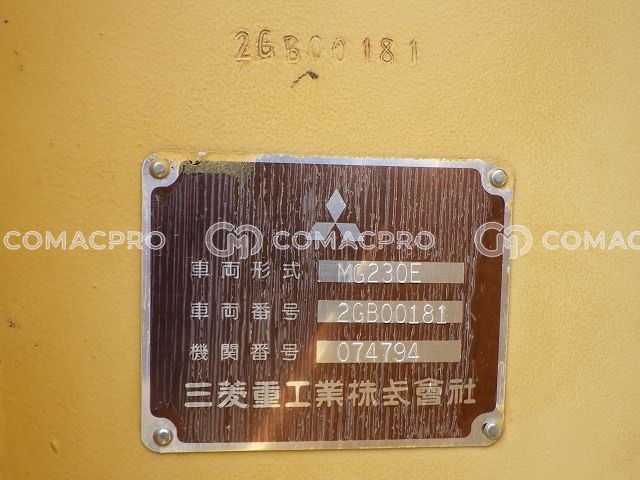 2GB00181
COMACPRO COMACPRO COMACPRO
車両形式 MG230E
車両番号 2GB00181
機関番号 074794
三菱重工業株式會社